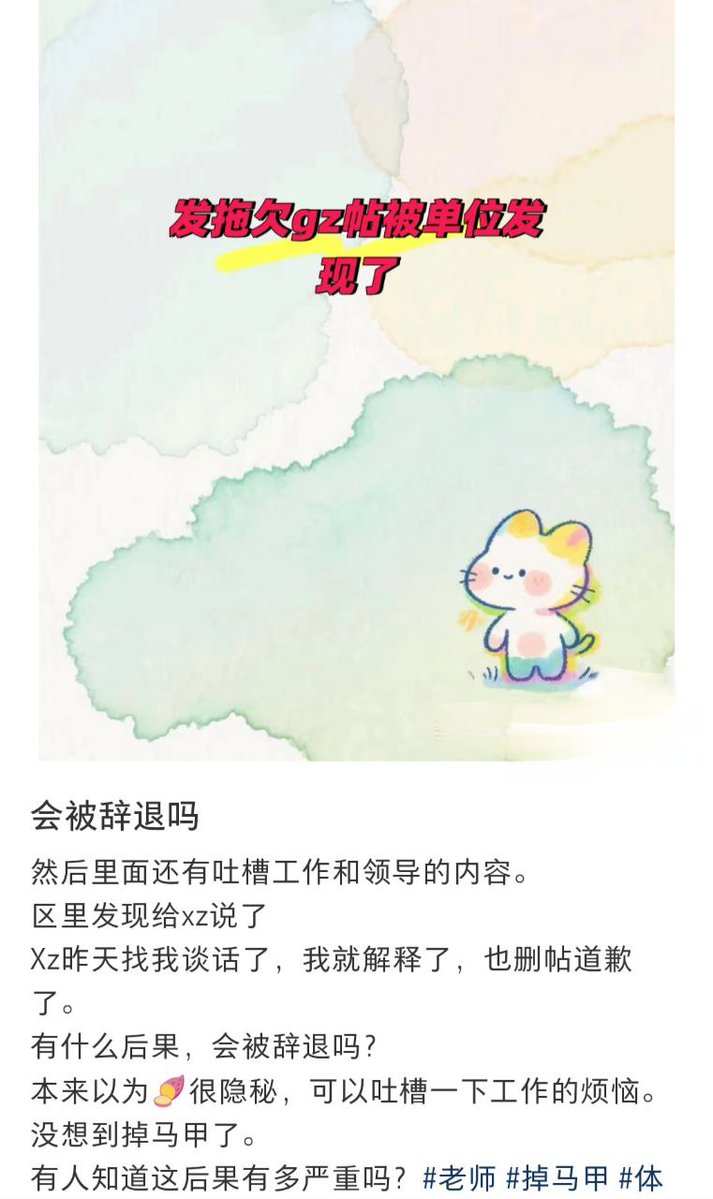 发拖欠gz帖被单位发
现了
会被辞退吗
然后里面还有吐槽工作和领导的内容。
区里发现给xz说了
Xz昨天找我谈话了，我就解释了，也删帖道歉
了。
有什么后果，会被辞退吗？
本来以为🍠很隐秘，可以吐槽一下工作的烦恼。
没想到掉马甲了。
有人知道这后果有多严重吗？#老师 #掉马甲 #体